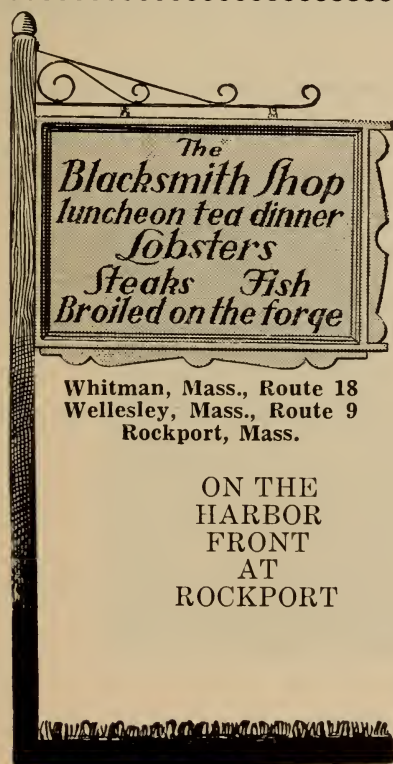 The
Blacksmith Shop
luncheon tea dinner
Lobsters
Steaks Fish
Broiled on the forge
Whitman, Mass., Route 18
Wellesley, Mass., Route 9
Rockport, Mass.
ON THE
HARBOR
FRONT
AT
ROCKPORT